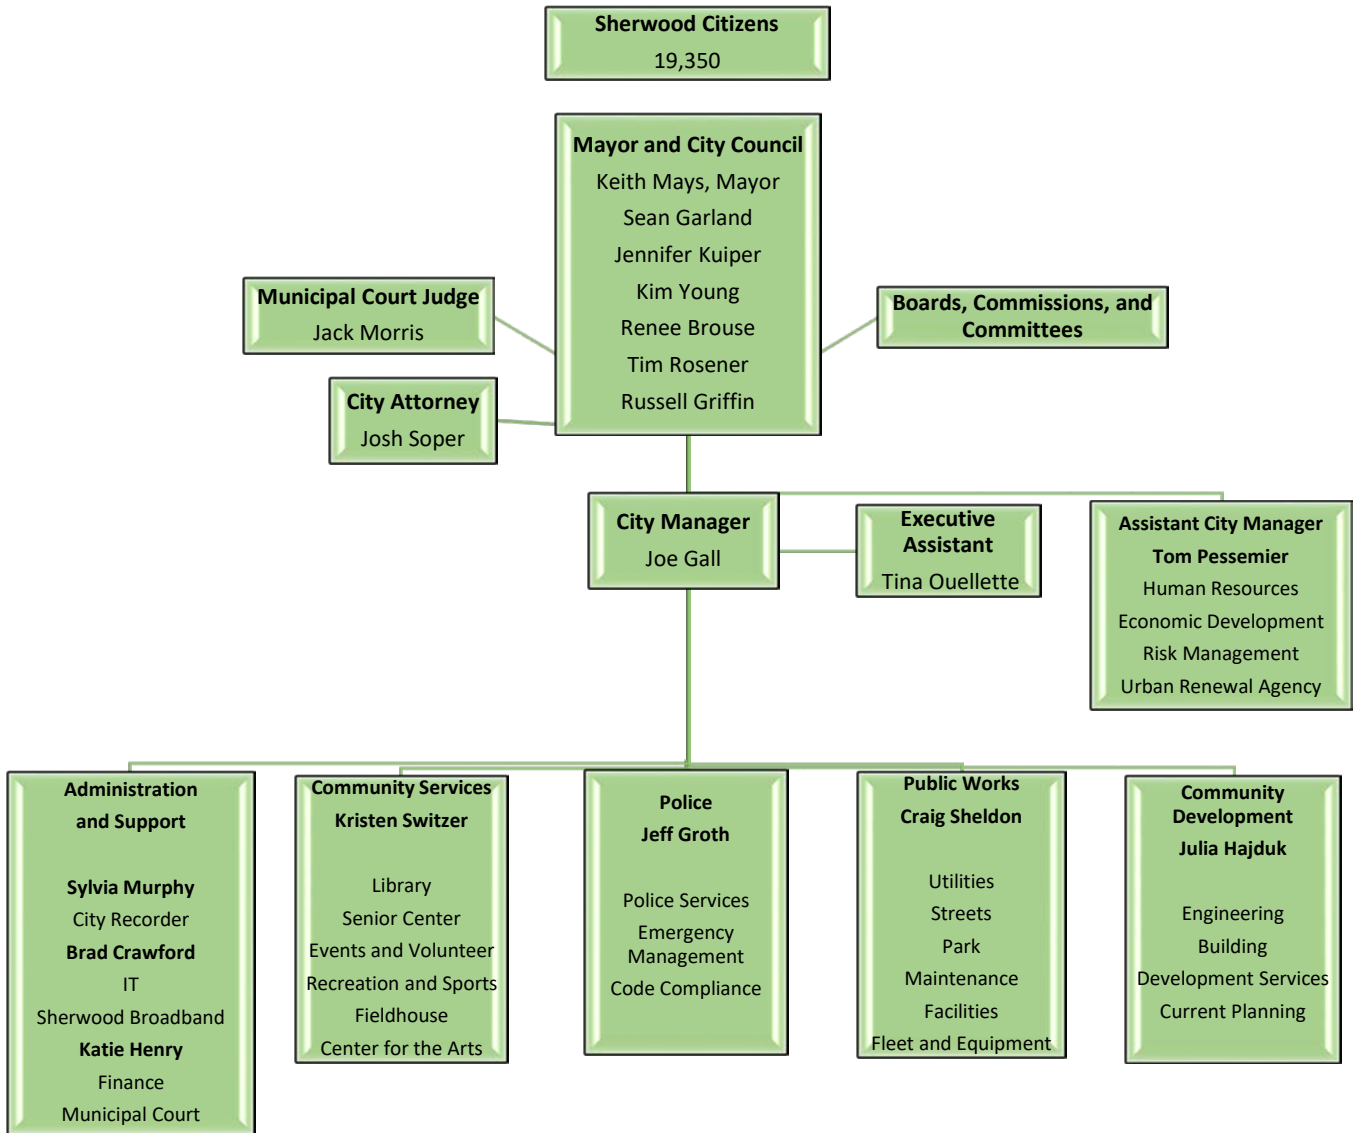 Sherwood Citizens
19,350
Mayor and City Council
Keith Mays, Mayor
Sean Garland
Jennifer Kuiper
Kim Young
Renee Brouse
Tim Rosener
Russell Griffin
Municipal Court Judge
Jack Morris
Boards, Commissions, and
Committees
City Attorney
Josh Soper
City Manager
Joe Gall
Executive
Assistant
Tina Ouellette
Assistant City Manager
Tom Pessemier
Human Resources
Economic Development
Risk Management
Urban Renewal Agency
Administration
and Support
Sylvia Murphy
City Recorder
Brad Crawford
IT
Sherwood Broadband
Katie Henry
Finance
Municipal Court
Community Services
Kristen Switzer
Library
Senior Center
Events and Volunteer
Recreation and Sports
Fieldhouse
Center for the Arts
Police
Jeff Groth
Police Services
Emergency
Management
Code Compliance
Public Works
Craig Sheldon
Utilities
Streets
Park
Maintenance
Facilities
Fleet and Equipment
Community
Development
Julia Hajduk
Engineering
Building
Development Services
Current Planning